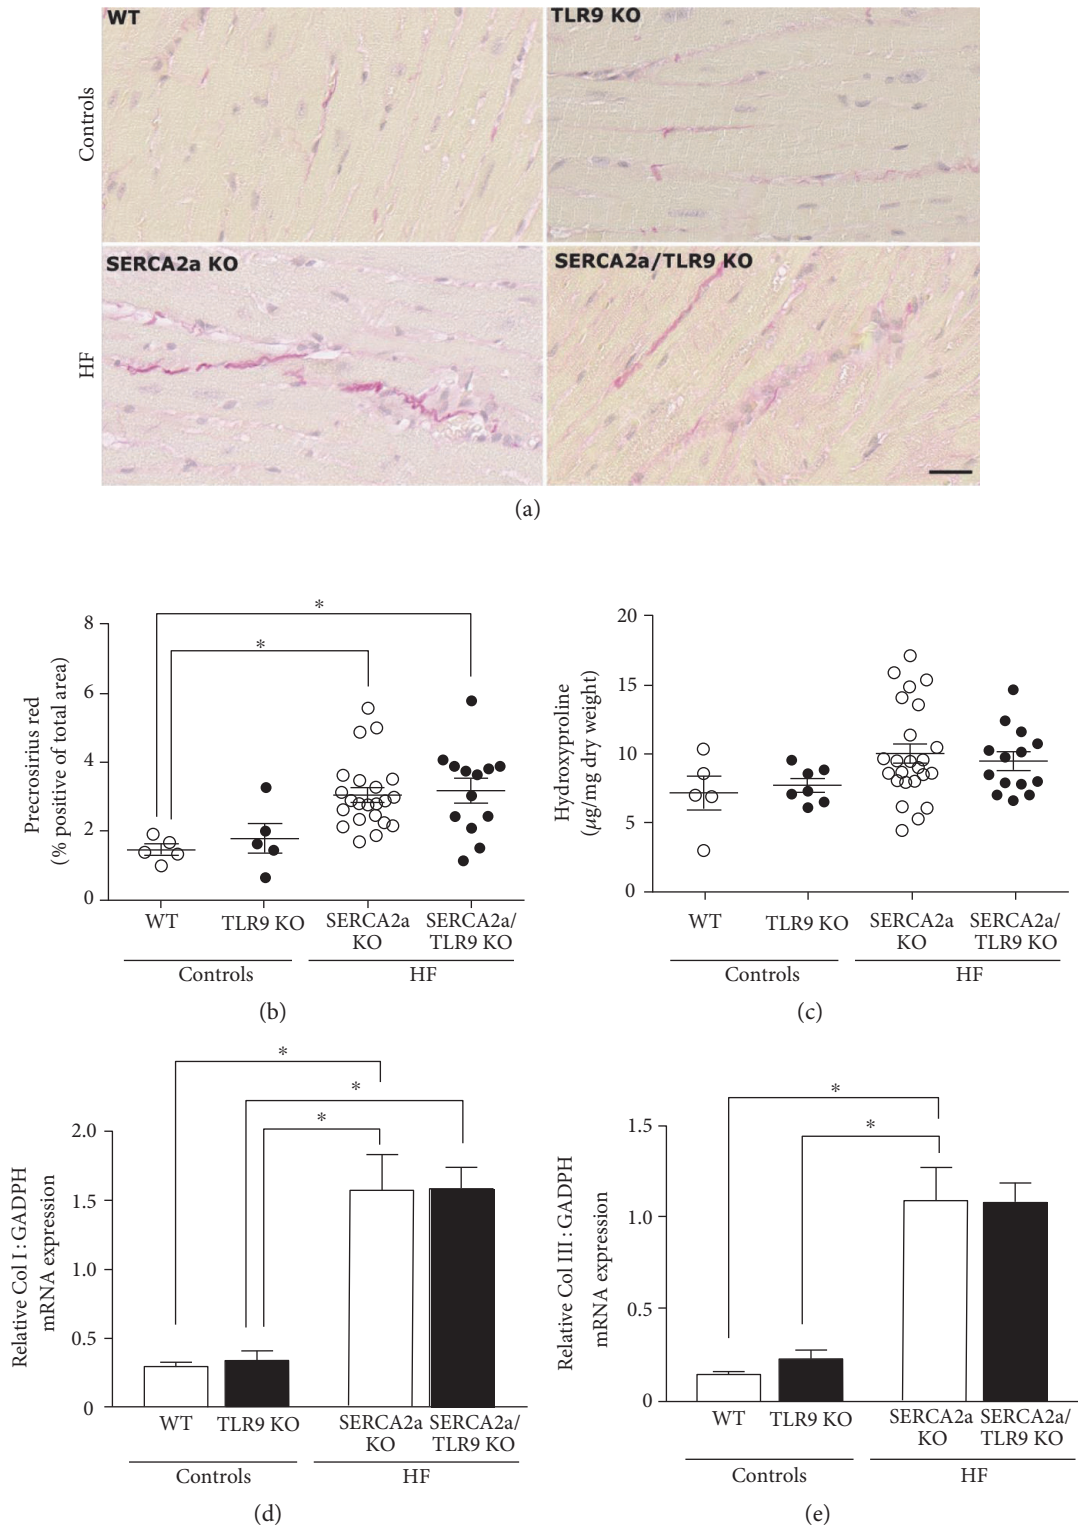 WT
TLR9 KO
Controls
SERCA2a KO
SERCA2a/TLR9 KO
HF
(a)
*
*
8
6
4
2
0
Precrosirius red
(% positive of total area)
WT
TLR9 KO
SERCA2a
KO
SERCA2a/
TLR9 KO
Controls
HF
(b)
20
15
10
5
0
Hydroxyproline
(μg/mg dry weight)
WT
TLR9 KO
SERCA2a
KO
SERCA2a/
TLR9 KO
Controls
HF
(c)
*
*
*
2.0
1.5
1.0
0.5
0
Relative Col I : GADPH
mRNA expression
WT
TLR9 KO
SERCA2a
KO
SERCA2a/
TLR9 KO
Controls
HF
(d)
*
*
1.5
1.0
0.5
0
Relative Col III : GADPH
mRNA expression
WT
TLR9 KO
SERCA2a
KO
SERCA2a/
TLR9 KO
Controls
HF
(e)